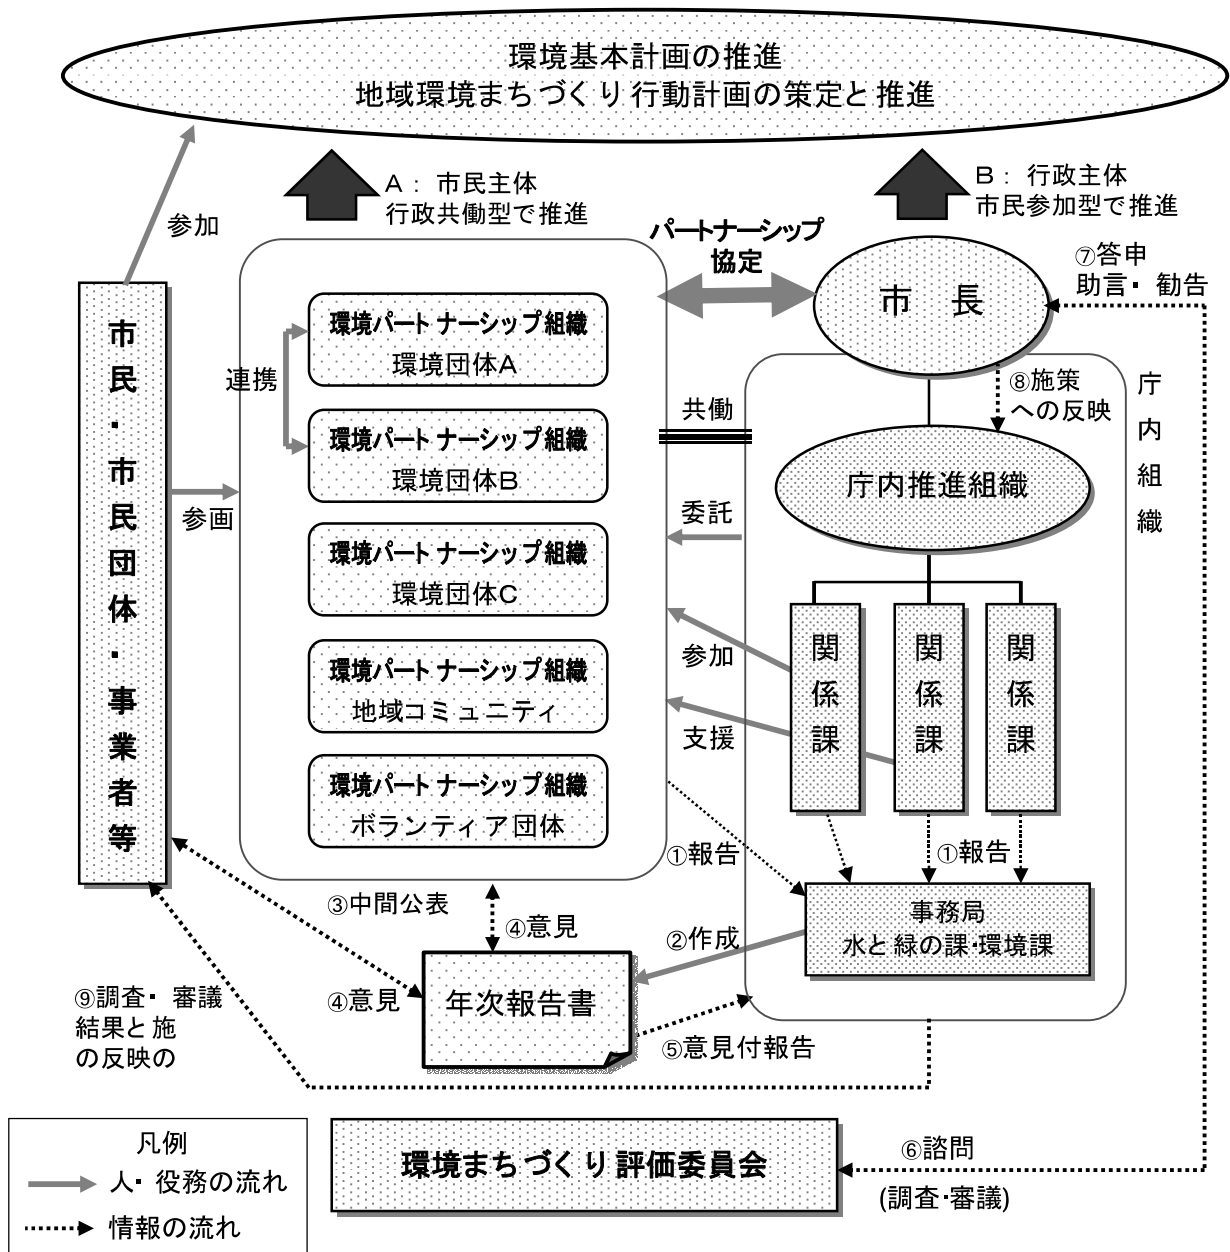 環境基本計画の推進
地域環境まちづくり行動計画の策定と推進
A：市民主体
行政共働型で推進
B：行政主体
市民参加型で推進
参加
パートナーシップ
協定
⑦答申
助言・勧告
市長
市民・市民団体・事業者等
環境パートナーシップ組織
環境団体A
連携
環境パートナーシップ組織
環境団体B
環境パートナーシップ組織
環境団体C
環境パートナーシップ組織
地域コミュニティ
環境パートナーシップ組織
ボランティア団体
参画
共働
委託
参加
支援
⑧施策
への反映
庁内組織
庁内推進組織
関係課
関係課
関係課
①報告
①報告
事務局
水と緑の課・環境課
②作成
③中間公表
④意見
④意見
年次報告書
⑤意見付報告
⑨調査・審議
結果と施
の反映の
環境まちづくり評価委員会
⑥諮問
(調査・審議)
凡例
人・役務の流れ
情報の流れ